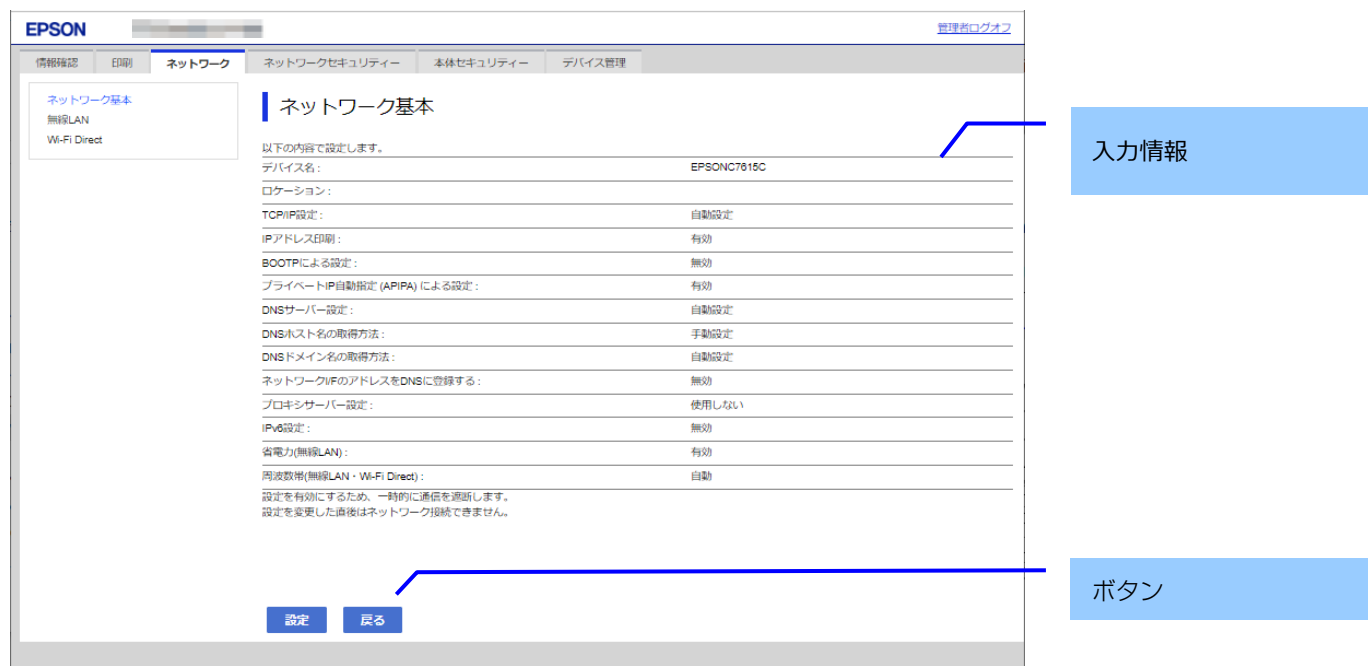 EPSON
管理者ログオフ
情報確認 印刷 ネットワーク ネットワークセキュリティー 本体セキュリティー デバイス管理
ネットワーク基本
無線LAN
Wi-Fi Direct
ネットワーク基本
以下の内容で設定します。
デバイス名 : EPSONC7615C
ロケーション :
TCP/IP設定 : 自動設定
IPアドレス印刷 : 有効
BOOTPによる設定 : 無効
プライベートIP自動指定 (APIPA) による設定 : 有効
DNSサーバー設定 : 自動設定
DNSホスト名の取得方法 : 手動設定
DNSドメイン名の取得方法 : 自動設定
ネットワークI/FのアドレスをDNSに登録する : 無効
プロキシサーバー設定 : 使用しない
IPv6設定 : 無効
省電力(無線LAN) : 有効
周波数帯(無線LAN・Wi-Fi Direct) : 自動
設定を有効にするため、一時的に通信を遮断します。
設定を変更した直後はネットワーク接続できません。
設定 戻る
入力情報
ボタン